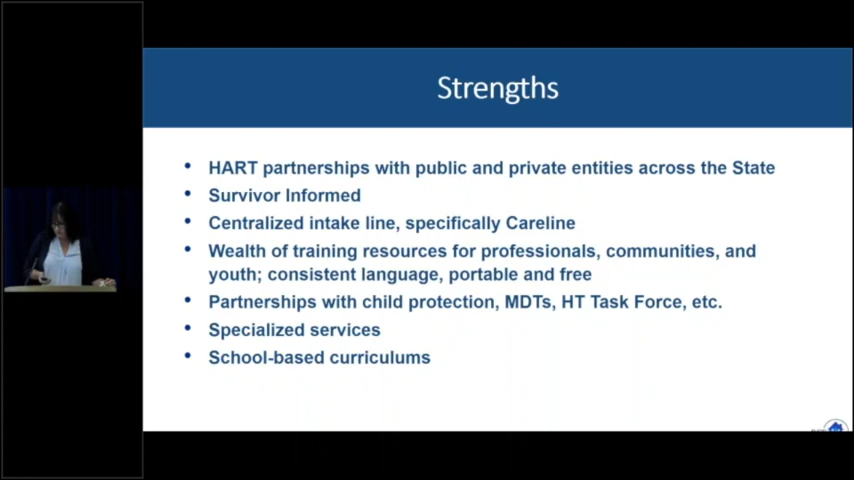 Strengths
• HART partnerships with public and private entities across the State
• Survivor Informed
• Centralized intake line, specifically Careline
• Wealth of training resources for professionals, communities, and
youth; consistent language, portable and free
• Partnerships with child protection, MDTs, HT Task Force, etc.
• Specialized services
• School-based curriculums